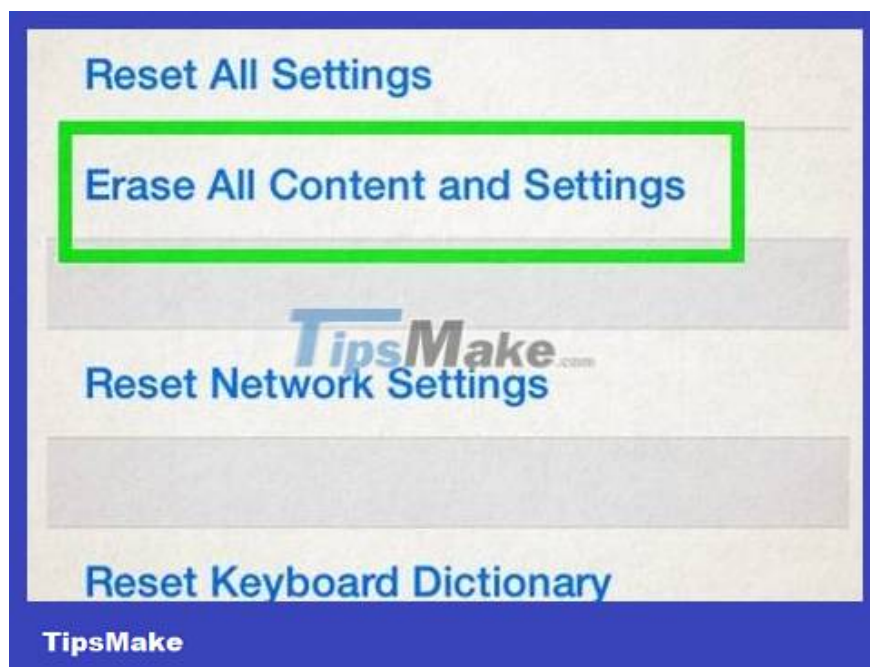 Reset All Settings
Erase All Content and Settings
TipsMake.com
Reset Network Settings
Reset Keyboard Dictionary
TipsMake